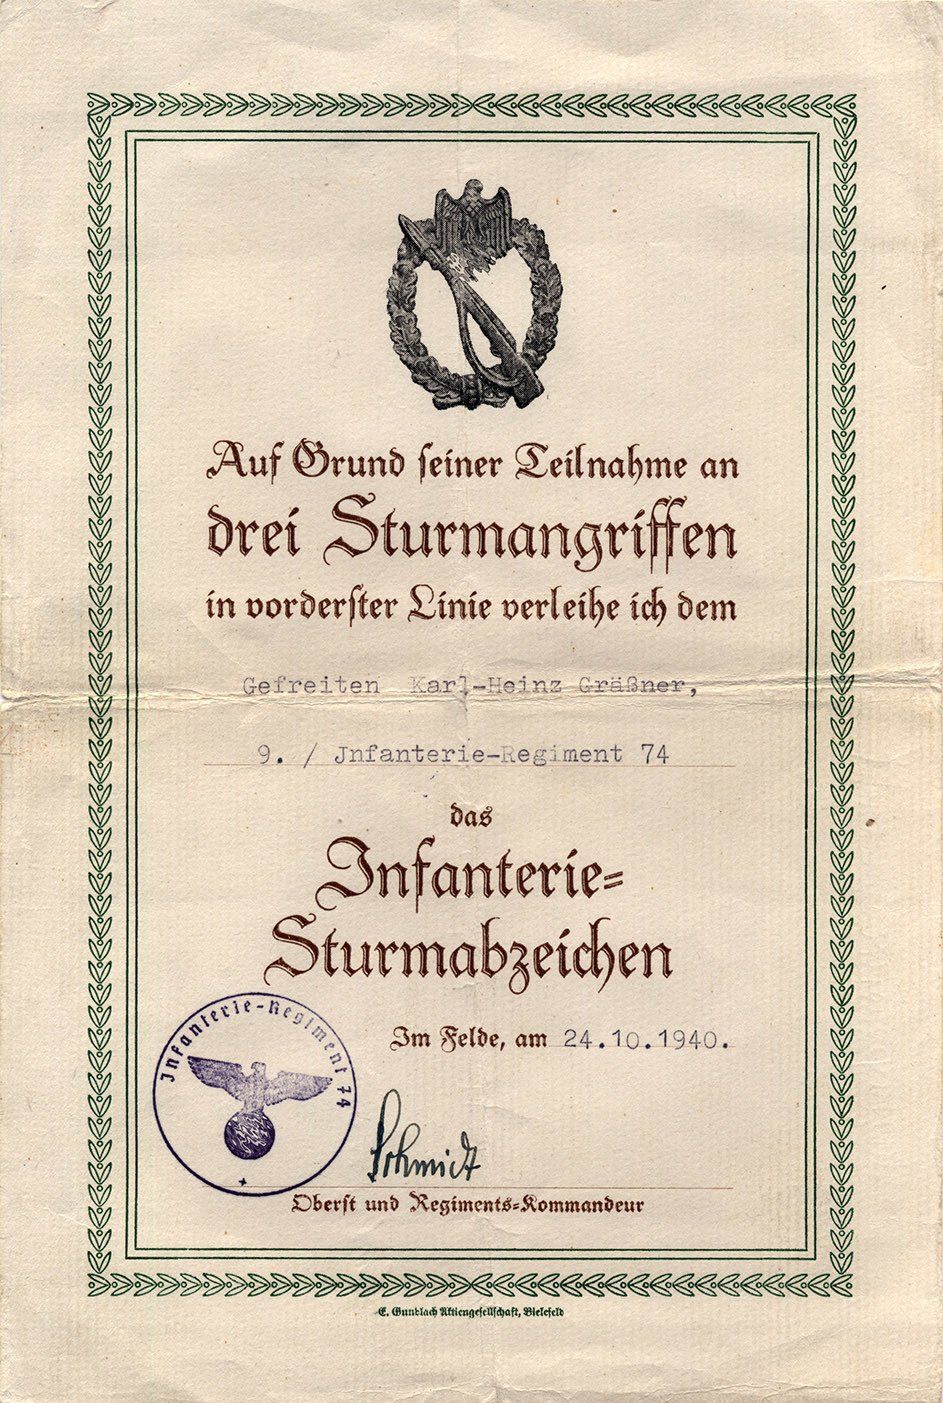 Auf Grund seiner Teilnahme an
drei Sturmangriffen
in vorderster Linie verleihe ich dem
Gefreiten Karl-Heinz Gräßner,
9. / Jnfanterie-Regiment 74
das
Infanterie-
Sturmabzeichen
Im Felde, am 24.10.1940.
Infanterie-Regiment 74
Schmidt
Oberst und Regiments-Kommandeur
E. Gundlach Aktiengesellschaft, Bielefeld